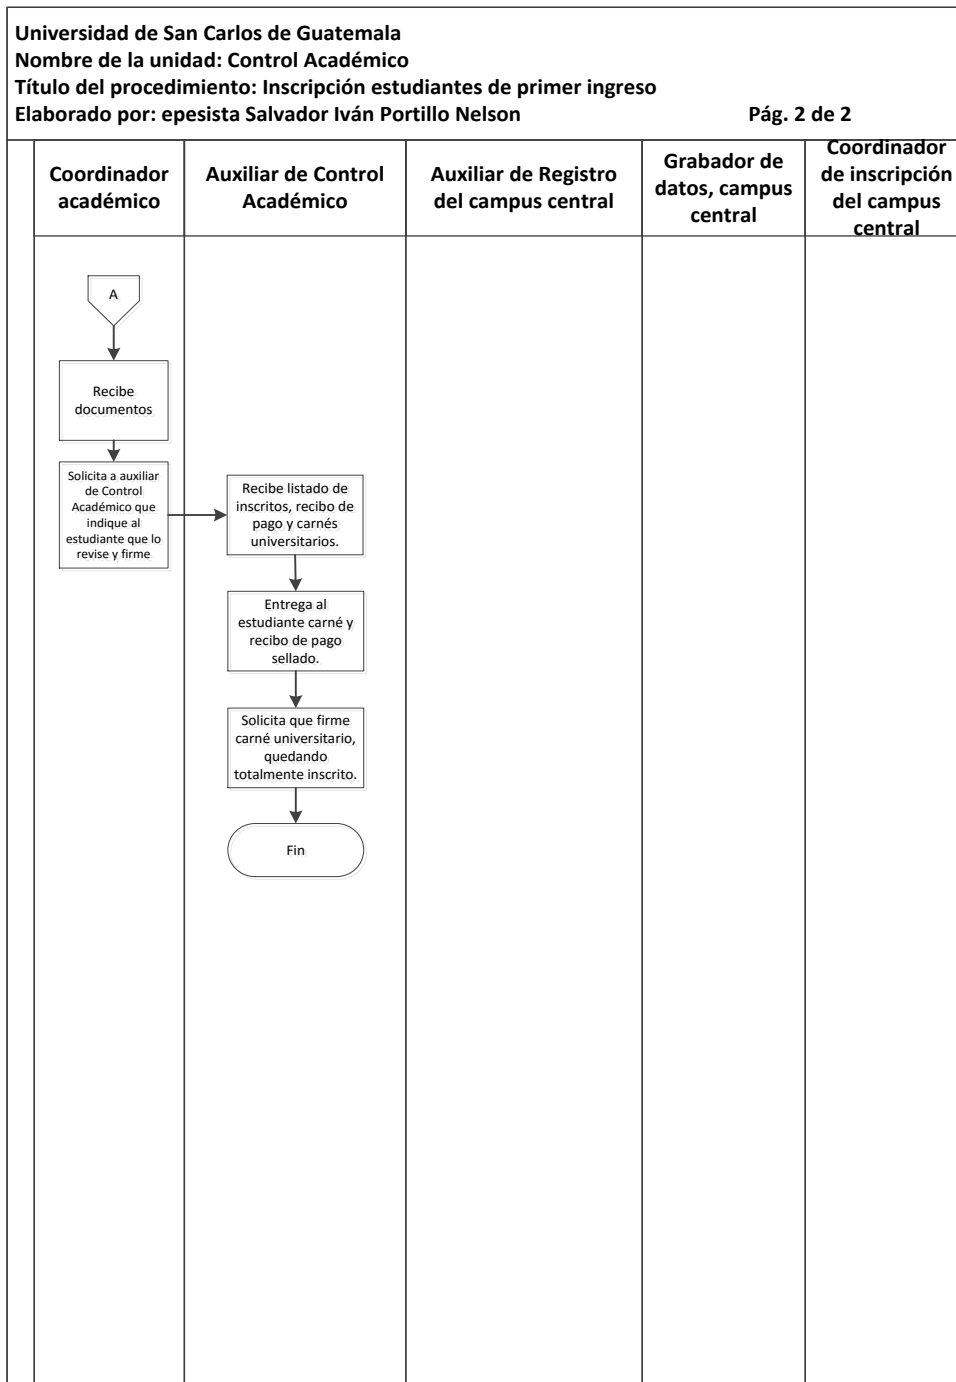 Universidad de San Carlos de Guatemala
Nombre de la unidad: Control Académico
Título del procedimiento: Inscripción estudiantes de primer ingreso
Elaborado por: epesista Salvador Iván Portillo Nelson Pág. 2 de 2
Coordinador
académico
Auxiliar de Control
Académico
Auxiliar de Registro
del campus central
Grabador de
datos, campus
central
Coordinador
de inscripción
del campus
central
A
Recibe
documentos
Solicita a auxiliar
de Control
Académico que
indique al
estudiante que lo
revise y firme
Recibe listado de
inscritos, recibo de
pago y carnés
universitarios.
Entrega al
estudiante carné y
recibo de pago
sellado.
Solicita que firme
carné universitario,
quedando
totalmente inscrito.
Fin